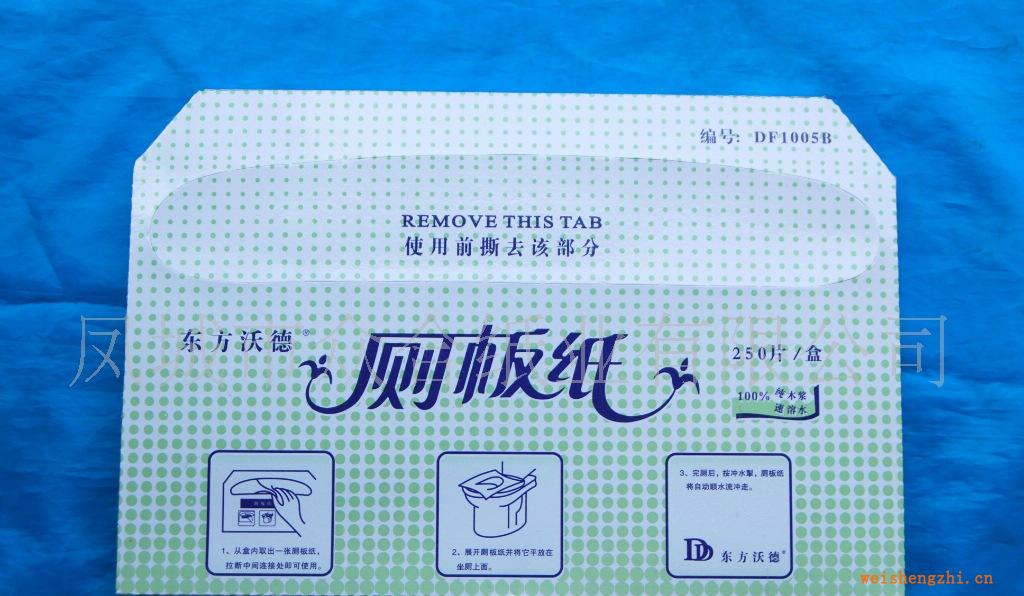 编号: DF1005B
REMOVE THIS TAB
使用前撕去该部分
东方沃德®
厕板纸
250片/盒
100% 纯木浆
速溶水
1、从盒内取出一张厕板纸，
拉断中间连接处即可使用。
2、展开厕板纸并将它平放在
坐厕上面。
3、完厕后，按冲水掣，厕板纸
将自动顺水流冲走。
东方沃德®
weishengzhi.cn